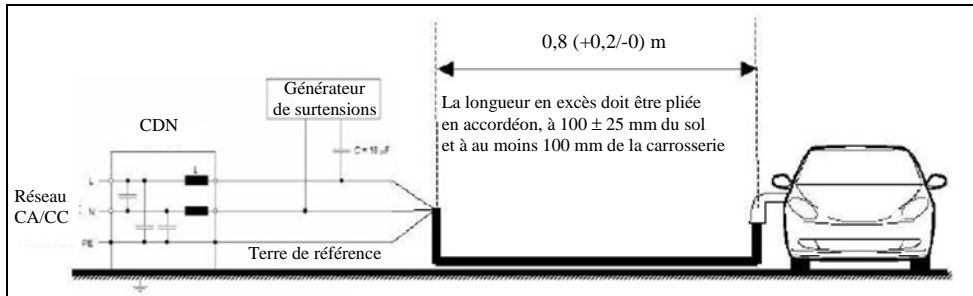 0,8 (+0,2/-0) m
Générateur
de surtensions
La longueur en excès doit être pliée
en accordéon, à 100 ± 25 mm du sol
et à au moins 100 mm de la carrosserie
CDN
C = 18 µF
L
L
Réseau
CA/CC
N
PE
Terre de référence